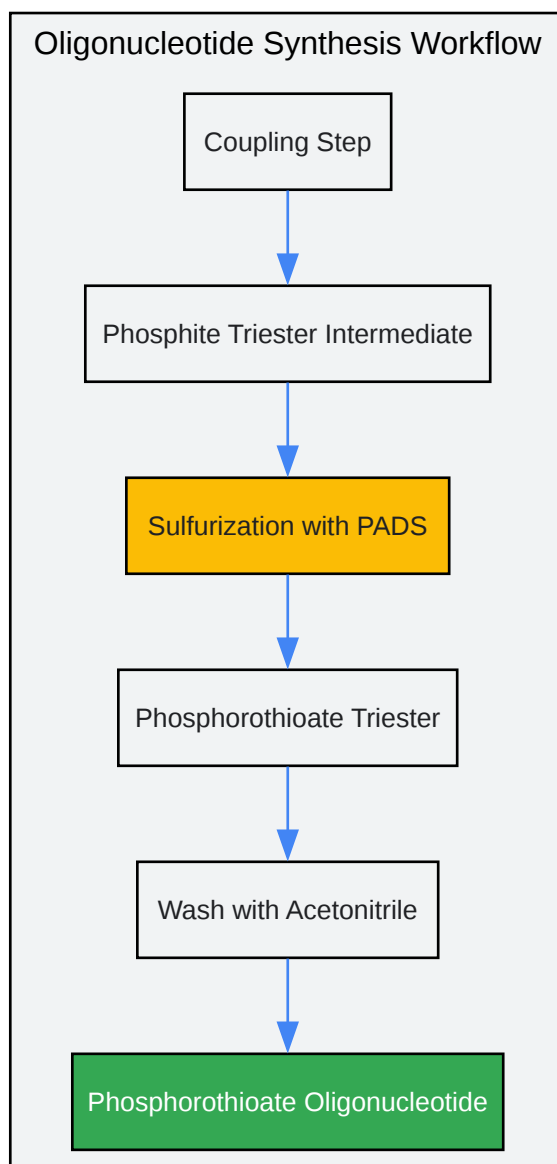 Oligonucleotide Synthesis Workflow
Coupling Step
Phosphite Triester Intermediate
Sulfurization with PADS
Phosphorothioate Triester
Wash with Acetonitrile
Phosphorothioate Oligonucleotide